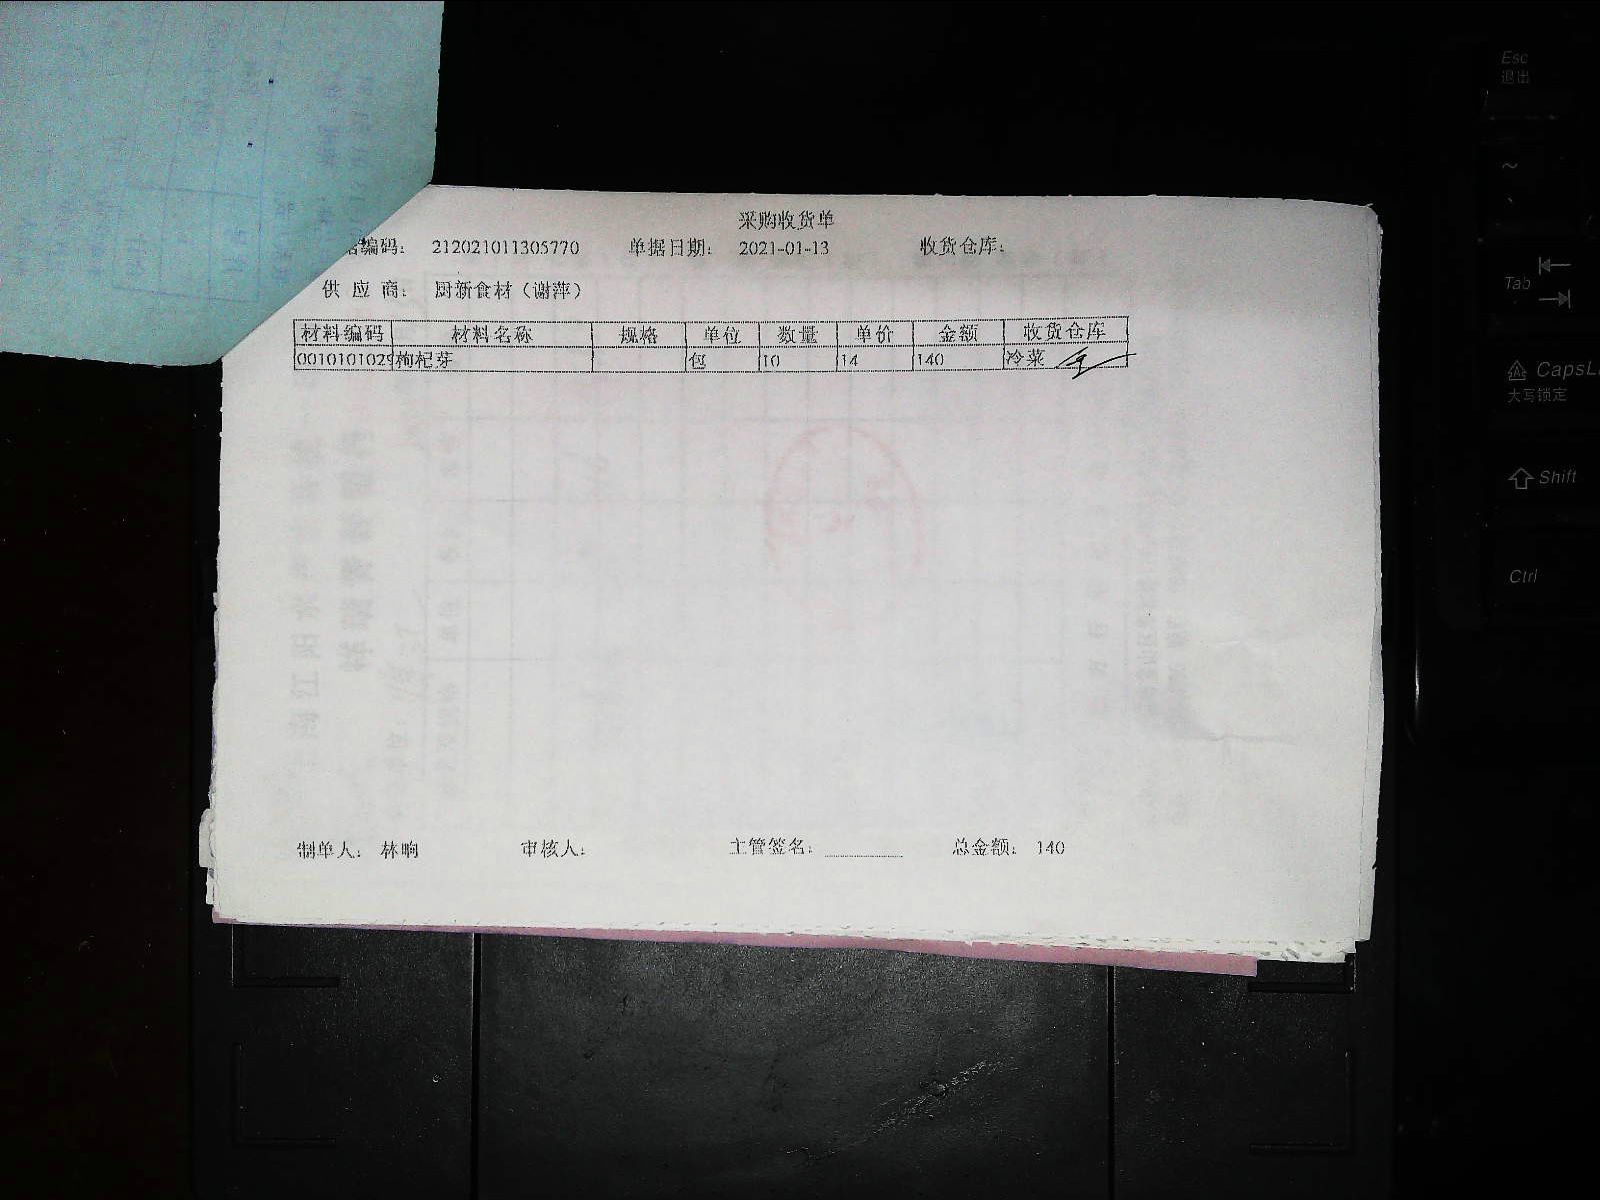 采购收货单
编码： 212021011305770 单据日期： 2021-01-13 收货仓库：
供 应 商： 厨新食材（谢萍）
材料编码 材料名称 规格 单位 数量 单价 金额 收货仓库
0010101029 枸杞芽 包 10 14 140 冷菜
制单人： 林晌 审核人： 主管签名： 总金额： 140
Esc
退出
~
Tab
CapsL
大写锁定
Shift
Ctrl